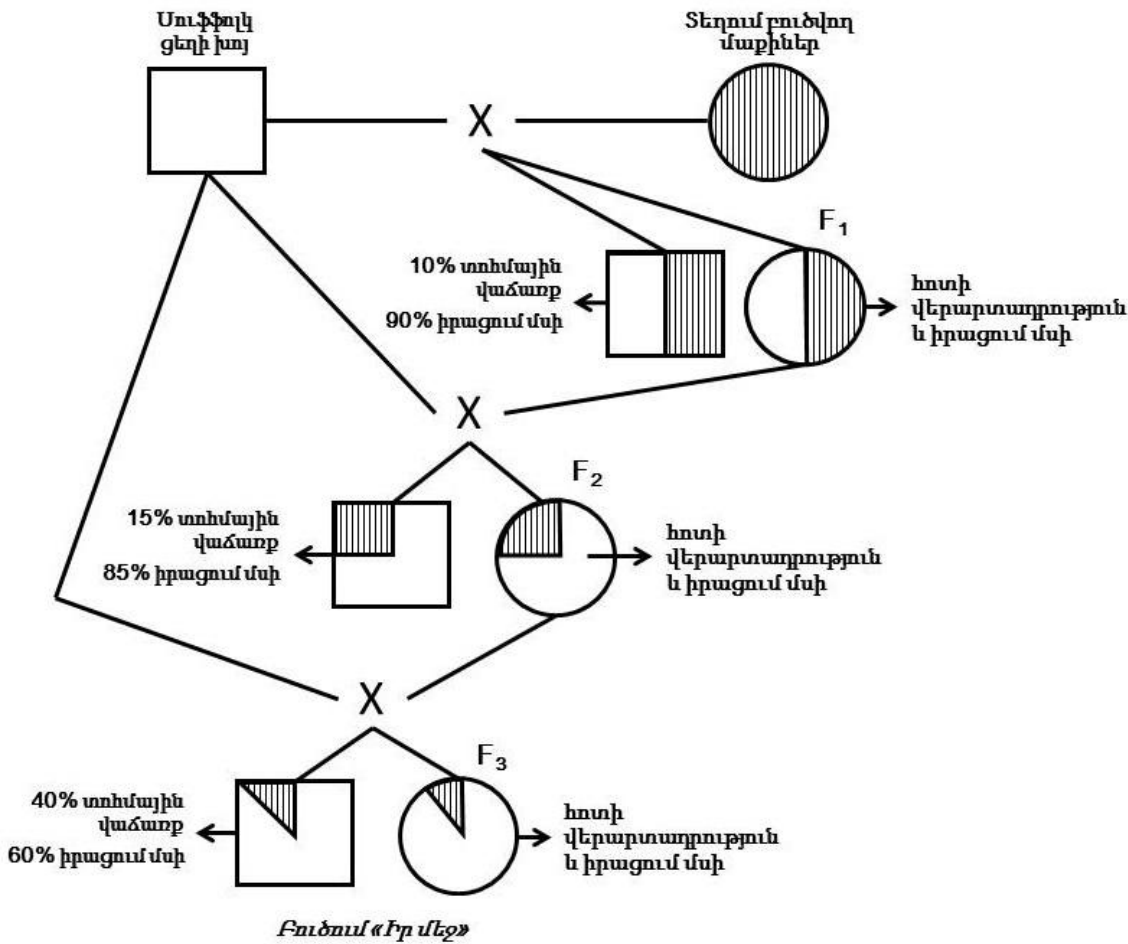 Սուֆֆոլկ
ցեղի խոյ
Տեղում բուծվող
մաքիներ
X
F1
10% տոհմային
վաճառք
90% իրացում մսի
հոտի
վերարտադրություն
և իրացում մսի
X
F2
15% տոհմային
վաճառք
85% իրացում մսի
հոտի
վերարտադրություն
և իրացում մսի
X
F3
40% տոհմային
վաճառք
60% իրացում մսի
հոտի
վերարտադրություն
և իրացում մսի
Բուծում «Իր մեջ»